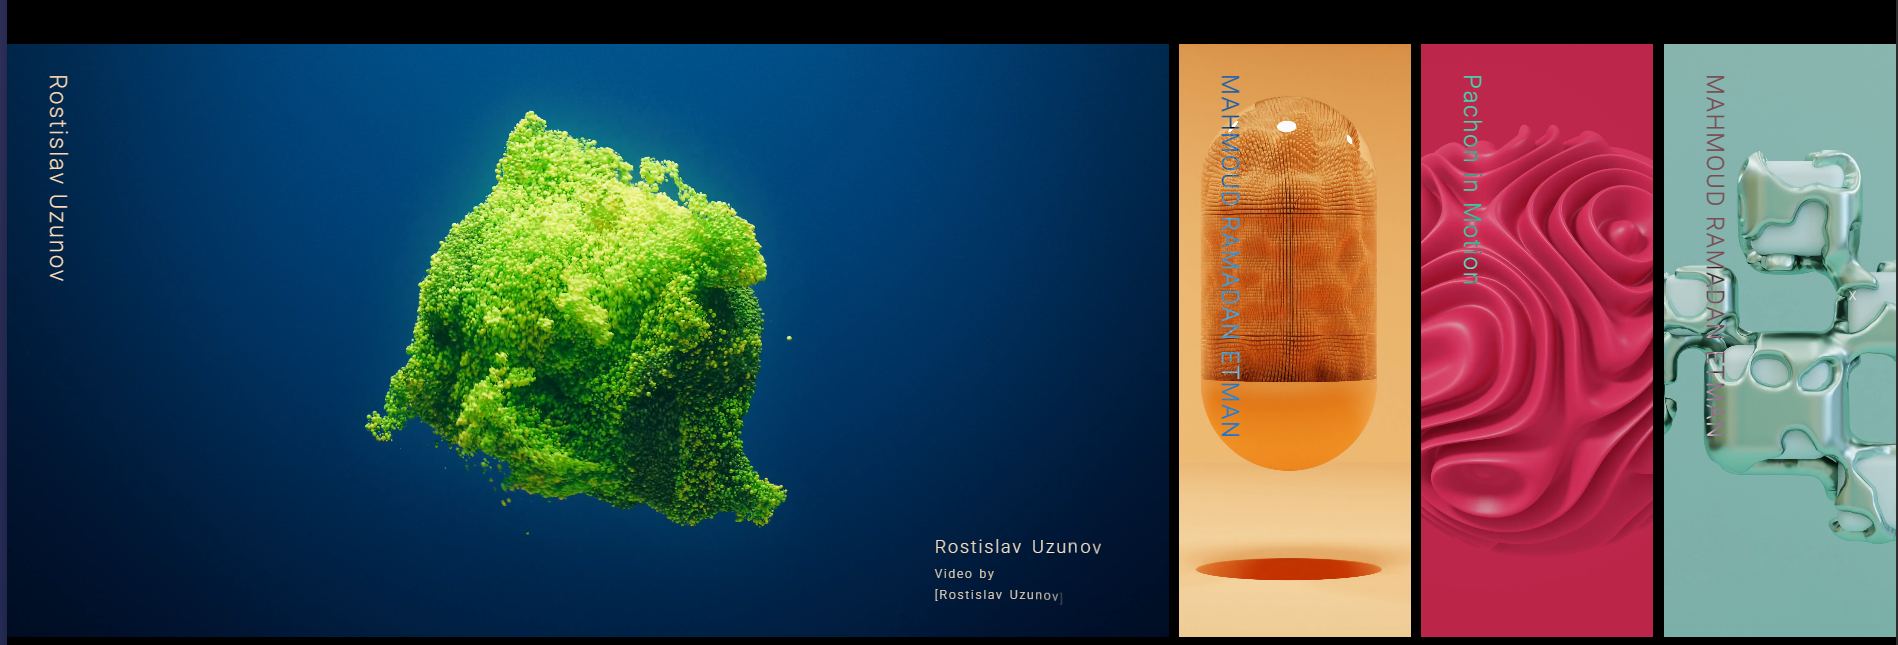 Rostislav Uzunov
Rostislav Uzunov
Video by
[Rostislav Uzunov]
MAHMOUD RAMADAN ETMAN
Pachon in Motion
MAHMOUD RAMADAN ETMAN
x